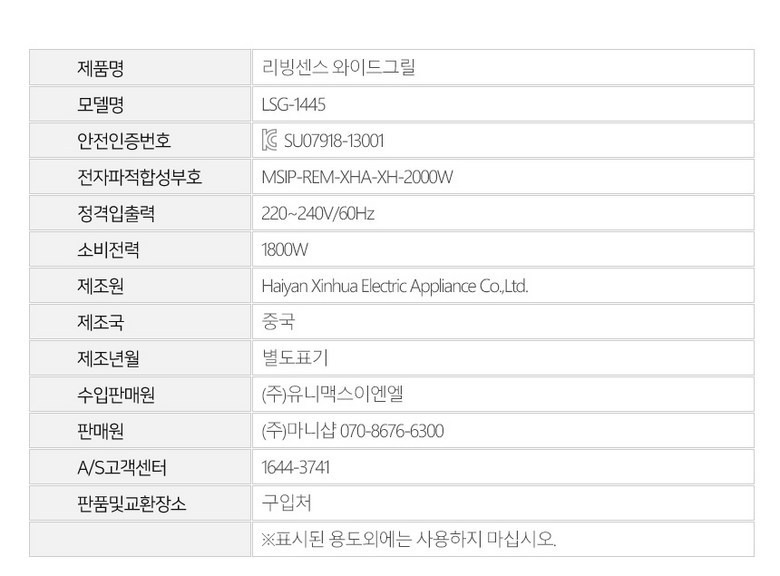 제품명 리빙센스 와이드그릴
모델명 LSG-1445
안전인증번호 SU07918-13001
전자파적합성부호 MSIP-REM-XHA-XH-2000W
정격입출력 220~240V/60Hz
소비전력 1800W
제조원 Haiyan Xinhua Electric Appliance Co.,Ltd.
제조국 중국
제조년월 별도표기
수입판매원 (주)유니맥스이엔엘
판매원 (주)마니샵 070-8676-6300
A/S고객센터 1644-3741
판품및교환장소 구입처
※표시된 용도외에는 사용하지 마십시오.